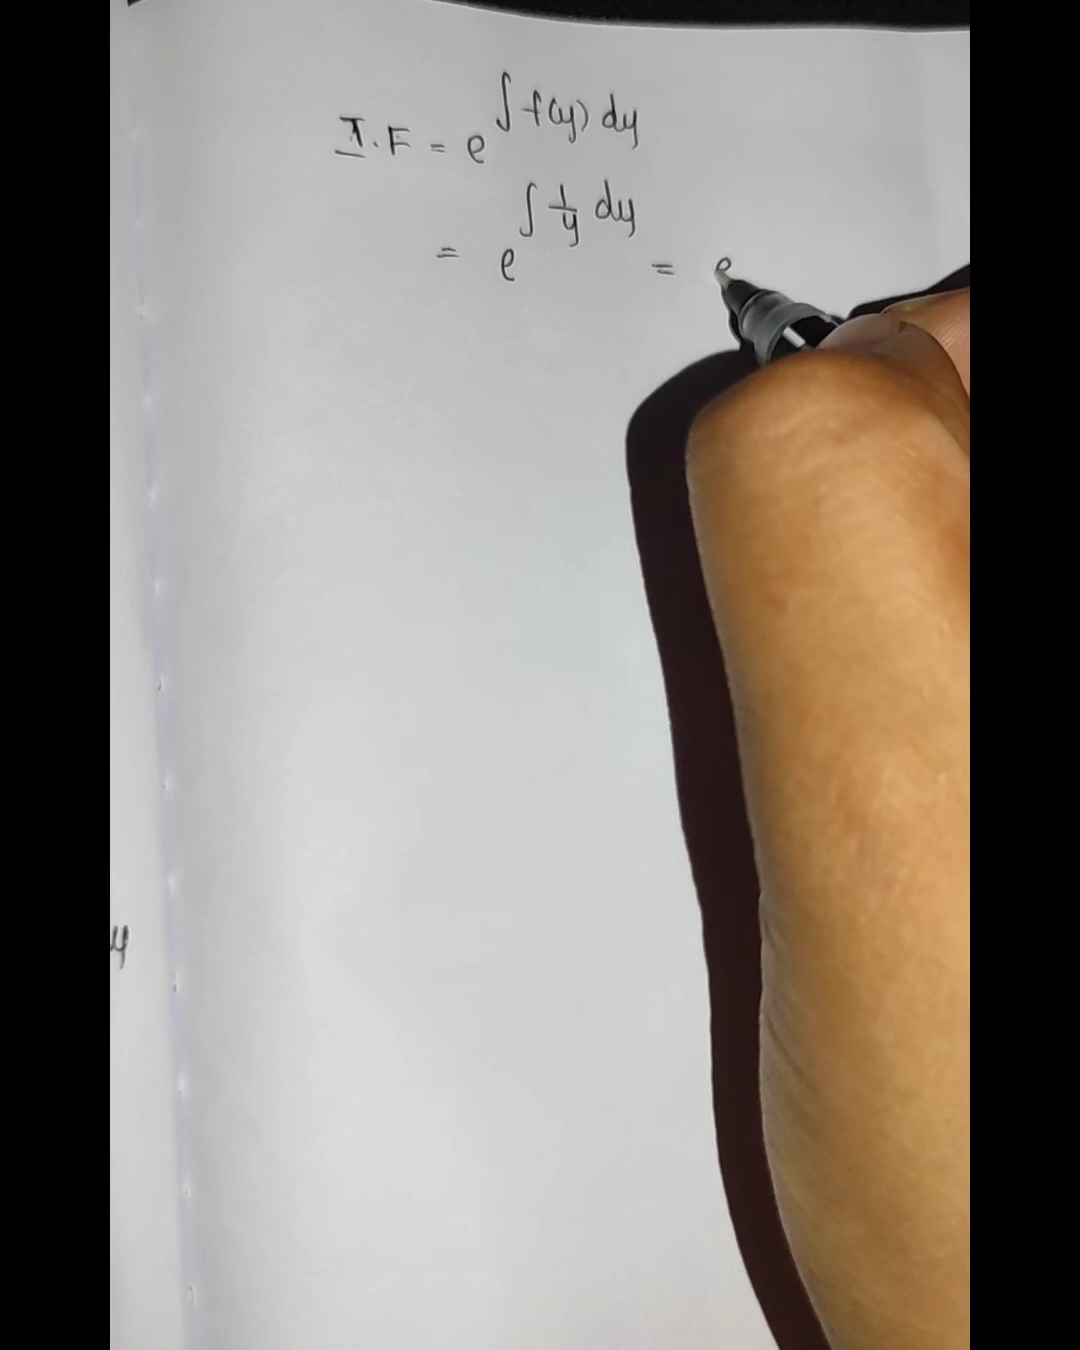 I.F = e^∫f(y) dy
= e^∫1/y dy = e
y